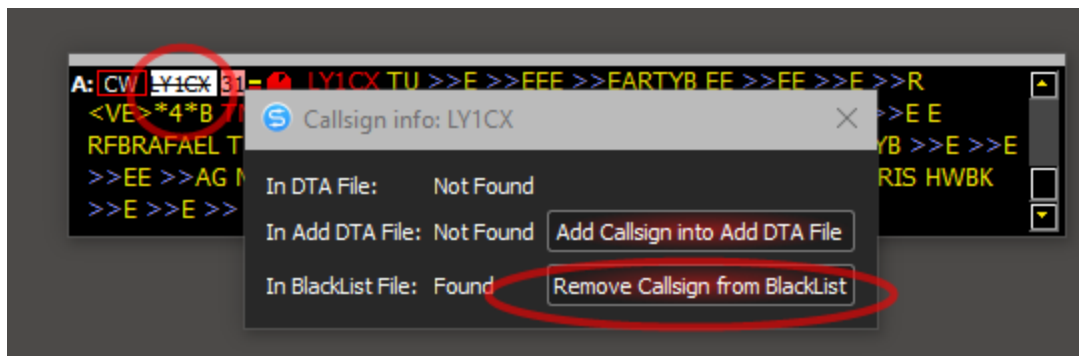 A: CW LY1CX 31= LY1CX TU >>E >>EEE >>EARTYB EE >>EE >>E >>R
<VE>*4*B >>E E
RFBRAFAEL T YB >>E >>E
>>EE >>AG RIS HWBK
>>E >>E >>
Callsign info: LY1CX
In DTA File: Not Found
In Add DTA File: Not Found Add Callsign into Add DTA File
In BlackList File: Found Remove Callsign from BlackList